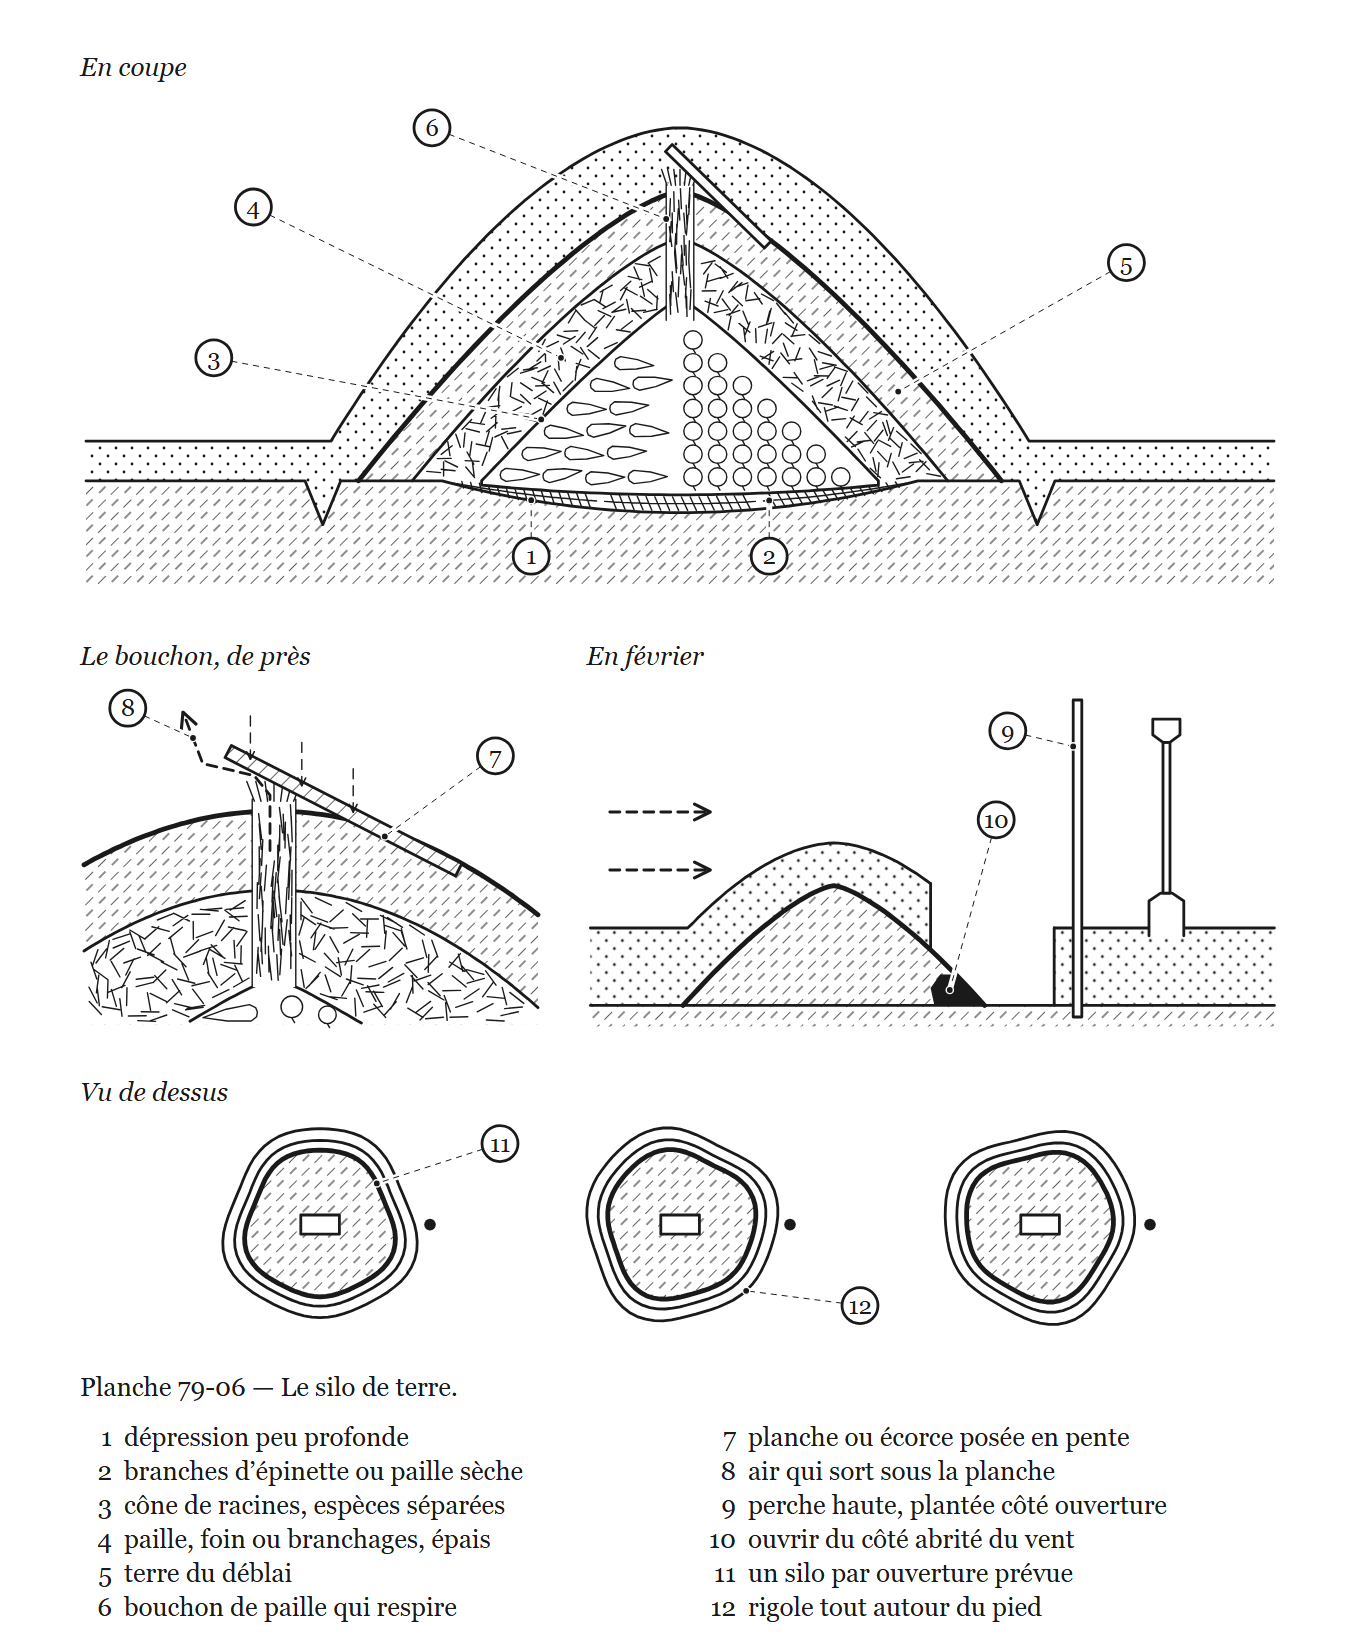 En coupe
6
4
5
3
1
2
Le bouchon, de près
En février
8
7
9
10
Vu de dessus
11
12
Planche 79-06 — Le silo de terre.
1 dépression peu profonde
2 branches d’épinette ou paille sèche
3 cône de racines, espèces séparées
4 paille, foin ou branchages, épais
5 terre du déblai
6 bouchon de paille qui respire
7 planche ou écorce posée en pente
8 air qui sort sous la planche
9 perche haute, plantée côté ouverture
10 ouvrir du côté abrité du vent
11 un silo par ouverture prévue
12 rigole tout autour du pied